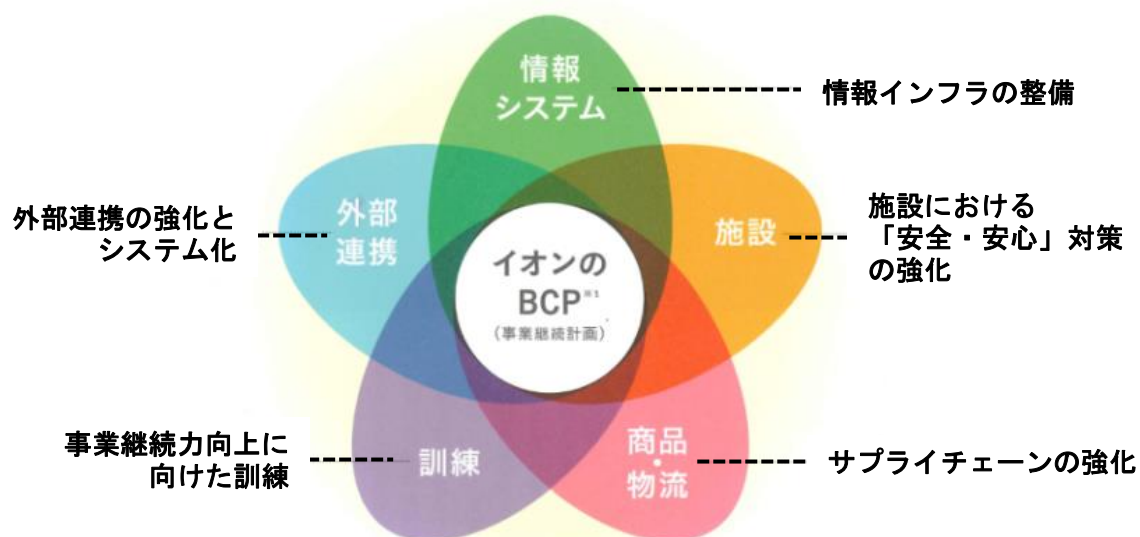 情報
システム
情報インフラの整備
外部
連携
外部連携の強化と
システム化
施設
施設における
「安全・安心」対策
の強化
イオンの
BCP※1
(事業継続計画)
事業継続力向上に
向けた訓練
訓練
商品
・
物流
サプライチェーンの強化